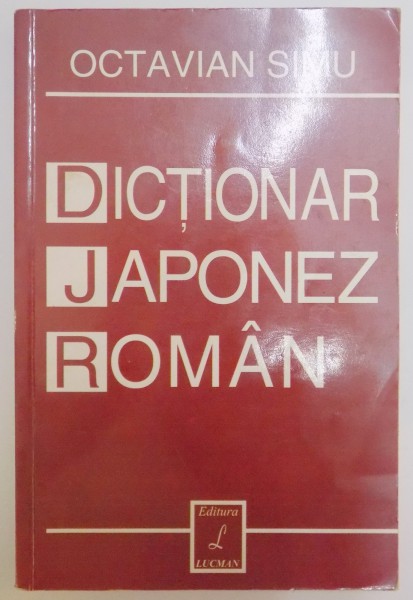 OCTAVIAN SIMU
DICȚIONAR
JAPONEZ
ROMÂN
Editura
L
LUCMAN